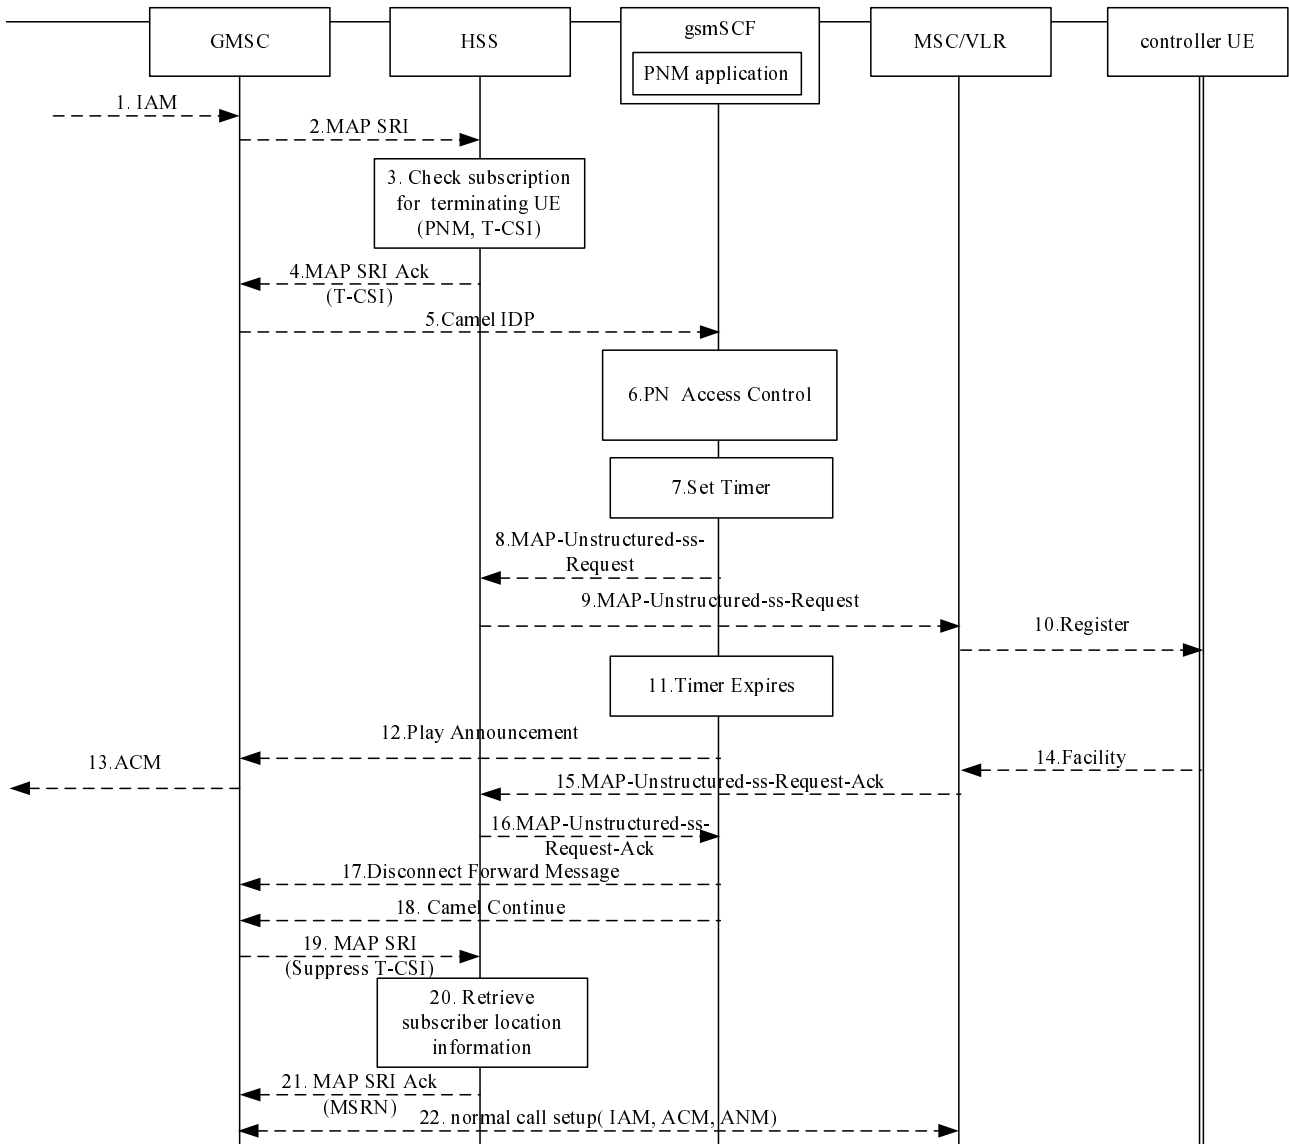 GMSC
HSS
gsmSCF
PNM application
MSC/VLR
controller UE
1. IAM
2.MAP SRI
3. Check subscription
for terminating UE
(PNM, T-CSI)
4.MAP SRI Ack
(T-CSI)
5.Camel IDP
6.PN Access Control
7.Set Timer
8.MAP-Unstructured-ss-
Request
9.MAP-Unstructured-ss-Request
10.Register
11.Timer Expires
12.Play Announcement
13.ACM
14.Facility
15.MAP-Unstructured-ss-Request-Ack
16.MAP-Unstructured-ss-
Request-Ack
17.Disconnect Forward Message
18. Camel Continue
19. MAP SRI
(Suppress T-CSI)
20. Retrieve
subscriber location
information
21. MAP SRI Ack
(MSRN)
22. normal call setup( IAM, ACM, ANM)